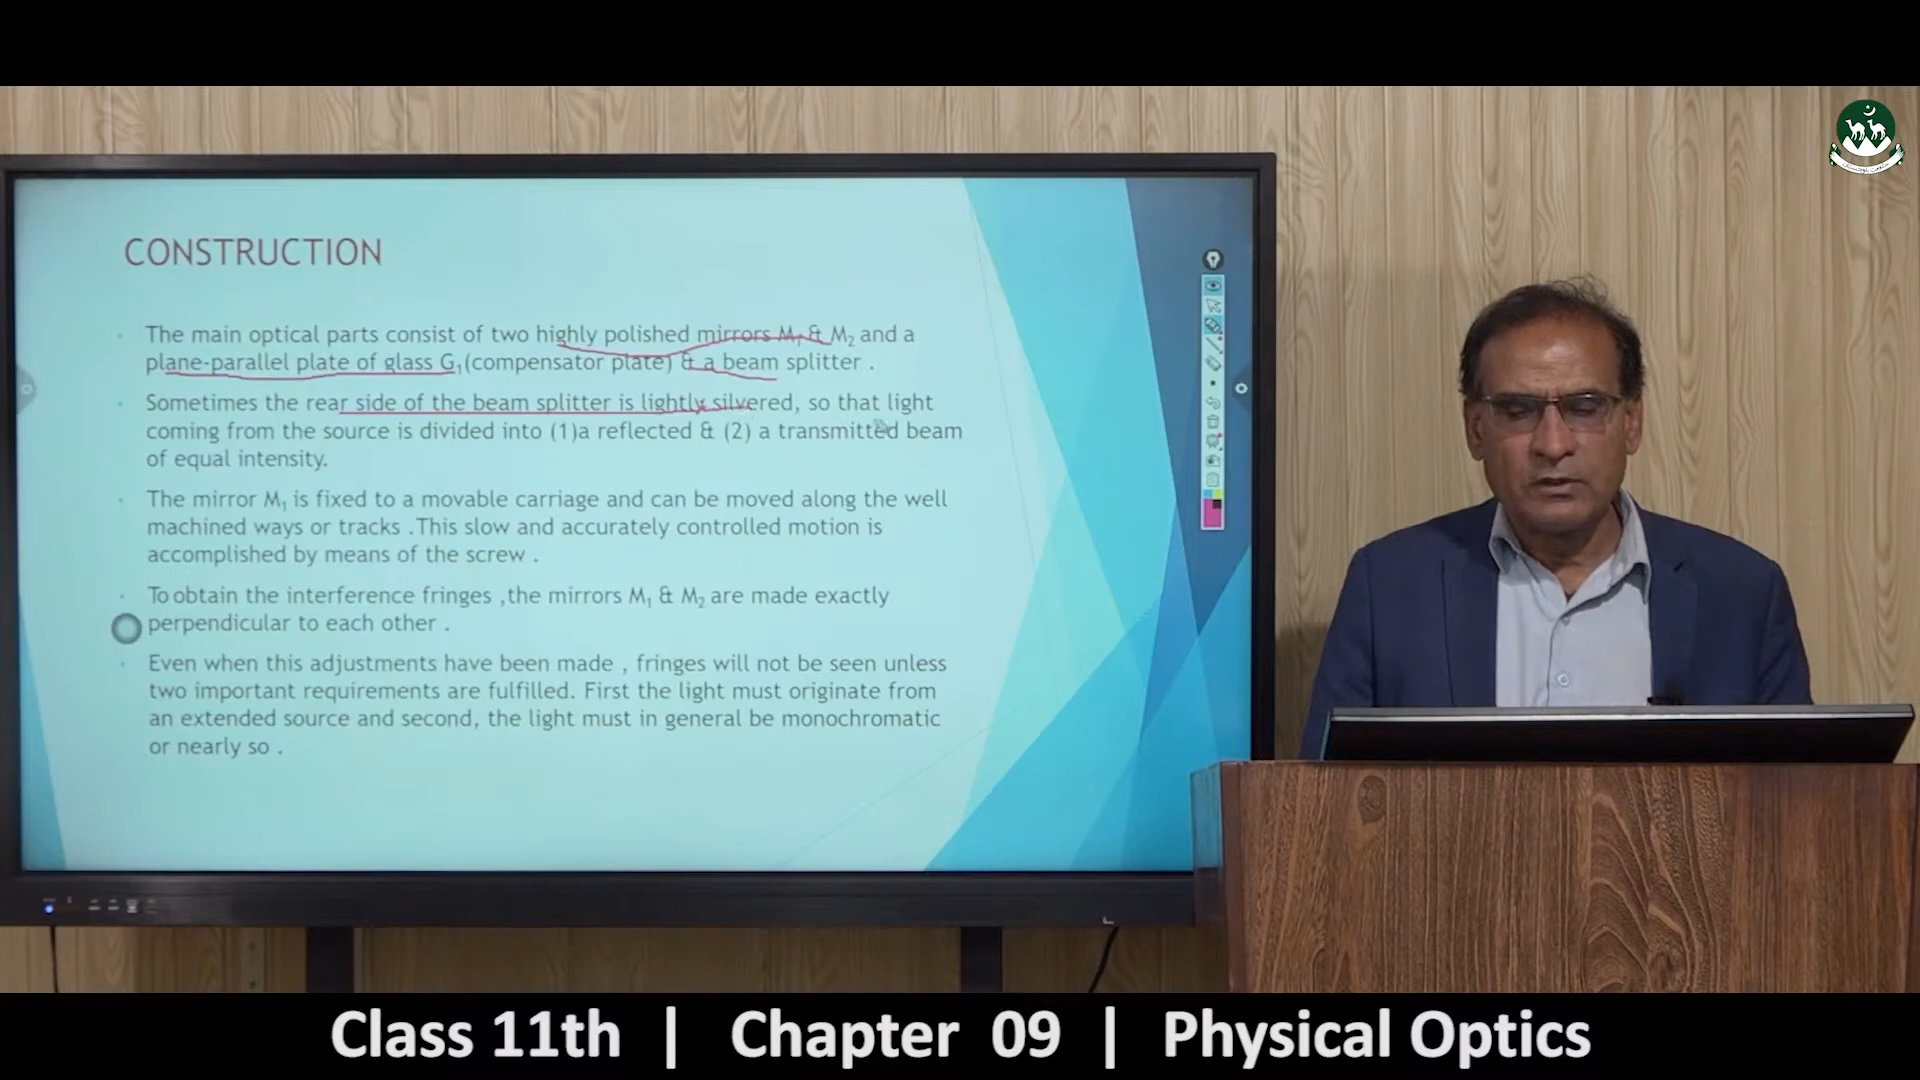 CONSTRUCTION
The main optical parts consist of two highly polished mirrors M₁ & M₂ and a
plane-parallel plate of glass G₁(compensator plate) & a beam splitter .
Sometimes the rear side of the beam splitter is lightly silvered, so that light
coming from the source is divided into (1)a reflected & (2) a transmitted beam
of equal intensity.
The mirror M₁ is fixed to a movable carriage and can be moved along the well
machined ways or tracks .This slow and accurately controlled motion is
accomplished by means of the screw .
To obtain the interference fringes ,the mirrors M₁ & M₂ are made exactly
perpendicular to each other .
Even when this adjustments have been made , fringes will not be seen unless
two important requirements are fulfilled. First the light must originate from
an extended source and second, the light must in general be monochromatic
or nearly so .
Class 11th | Chapter 09 | Physical Optics